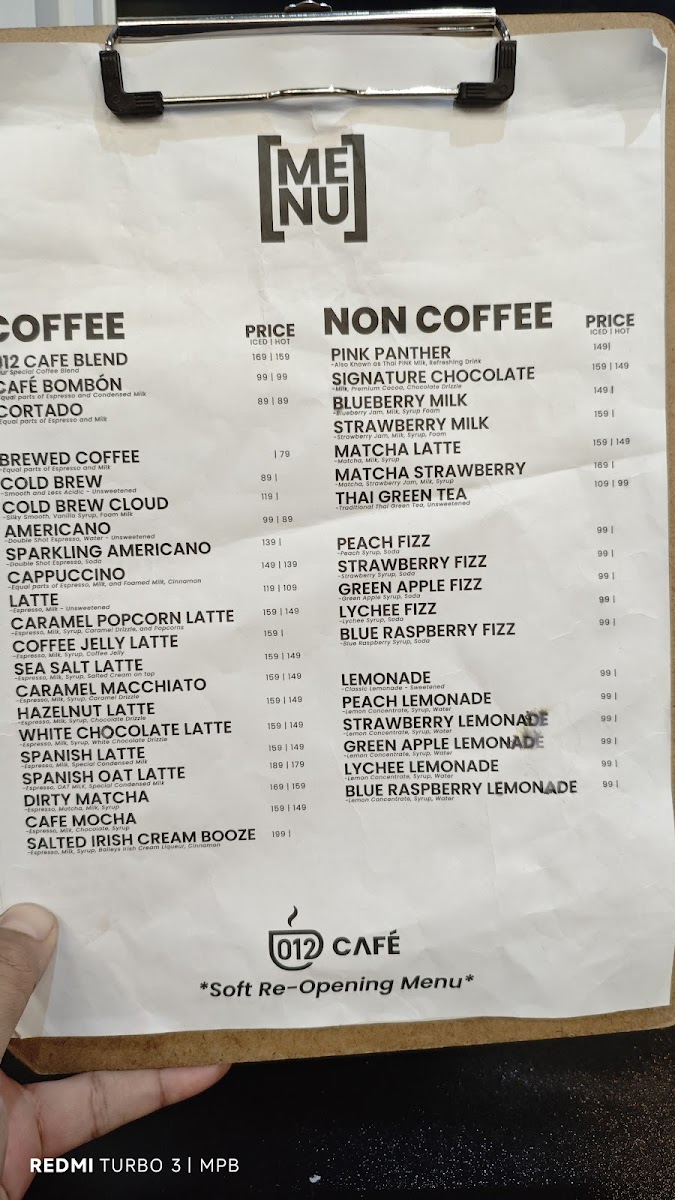 MENU
COFFEE
PRICE
ICED | HOT
012 CAFE BLEND 169 | 159
ur Special Coffee Blend
CAFÉ BOMBÓN 99 | 99
Equal parts of Espresso and Condensed Milk
CORTADO 89 | 89
Equal parts of Espresso and Milk
BREWED COFFEE | 79
-Equal parts of Espresso and Milk
COLD BREW 89 |
-Smooth and Less Acidic - Unsweetened
COLD BREW CLOUD 119 |
-Silky Smooth, Vanilla Syrup, Foam Milk
AMERICANO 99 | 89
-Double Shot Espresso, Water - Unsweetened
SPARKLING AMERICANO 139 |
-Double Shot Espresso, Soda
CAPPUCCINO 149 | 139
-Equal parts of Espresso, Milk, and Foamed Milk, Cinnamon
LATTE 119 | 109
-Espresso, Milk - Unsweetened
CARAMEL POPCORN LATTE 159 | 149
-Espresso, Milk, Syrup, Caramel Drizzle, and Popcorns
COFFEE JELLY LATTE 159 |
-Espresso, Milk, Syrup, Coffee Jelly
SEA SALT LATTE 159 | 149
-Espresso, Milk, Syrup, Salted Cream on top
CARAMEL MACCHIATO 159 | 149
-Espresso, Milk, Syrup, Caramel Drizzle
HAZELNUT LATTE 159 | 149
-Espresso, Milk, Syrup, Chocolate Drizzle
WHITE CHOCOLATE LATTE 159 | 149
-Espresso, Milk, Syrup, White Chocolate Drizzle
SPANISH LATTE 159 | 149
-Espresso, Milk, Special Condensed Milk
SPANISH OAT LATTE 189 | 179
-Espresso, OAT Milk, Special Condensed Milk
DIRTY MATCHA 169 | 159
-Espresso, Matcha, Milk, Syrup
CAFE MOCHA 159 | 149
-Espresso, Milk, Chocolate, Syrup
SALTED IRISH CREAM BOOZE 199 |
-Espresso, Milk, Syrup, Baileys Irish Cream Liqueur, Cinnamon
NON COFFEE
PRICE
ICED | HOT
PINK PANTHER 149|
-Also Known as Thai PINK Milk, Refreshing Drink
SIGNATURE CHOCOLATE 159 | 149
-Milk, Premium Cocoa, Chocolate Drizzle
BLUEBERRY MILK 149 |
-Blueberry Jam, Milk, Syrup Foam
STRAWBERRY MILK 159 |
-Strawberry Jam, Milk, Syrup, Foam
MATCHA LATTE 159 | 149
-Matcha, Milk, Syrup
MATCHA STRAWBERRY 169 |
-Matcha, Strawberry Jam, Milk, Syrup
THAI GREEN TEA 109 | 99
-Traditional Thai Green Tea, Unsweetened
PEACH FIZZ 99 |
-Peach Syrup, Soda
STRAWBERRY FIZZ 99 |
-Strawberry Syrup, Soda
GREEN APPLE FIZZ 99 |
-Green Apple Syrup, Soda
LYCHEE FIZZ 99 |
-Lychee Syrup, Soda
BLUE RASPBERRY FIZZ 99 |
-Blue Raspberry Syrup, Soda
LEMONADE 99 |
-Classic Lemonade - Sweetened
PEACH LEMONADE 99 |
-Lemon Concentrate, Syrup, Water
STRAWBERRY LEMONADE 99 |
-Lemon Concentrate, Syrup, Water
GREEN APPLE LEMONADE 99 |
-Lemon Concentrate, Syrup, Water
LYCHEE LEMONADE 99 |
-Lemon Concentrate, Syrup, Water
BLUE RASPBERRY LEMONADE 99 |
-Lemon Concentrate, Syrup, Water
012 CAFÉ
*Soft Re-Opening Menu*
REDMI TURBO 3 | MPB